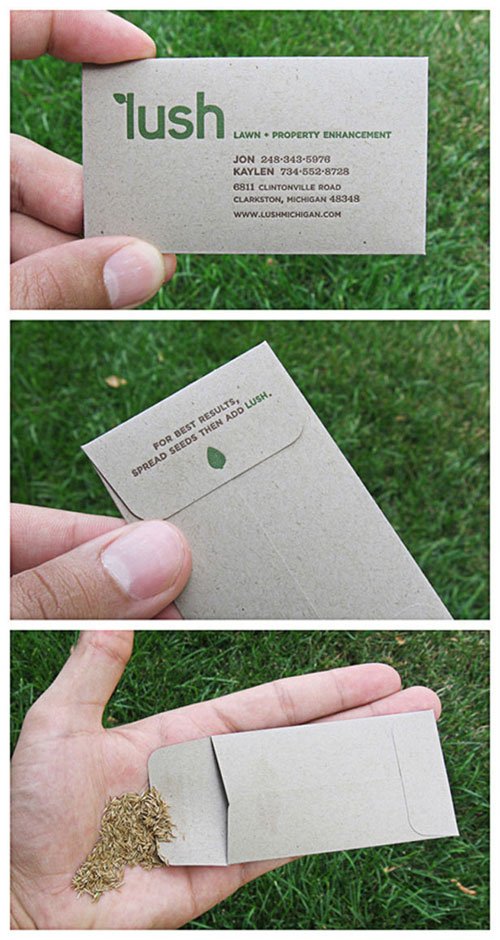 lush LAWN + PROPERTY ENHANCEMENT
JON 248·343·5976
KAYLEN 734·552·8728
6811 CLINTONVILLE ROAD
CLARKSTON, MICHIGAN 48348
WWW.LUSHMICHIGAN.COM
FOR BEST RESULTS,
SPREAD SEEDS THEN ADD LUSH.